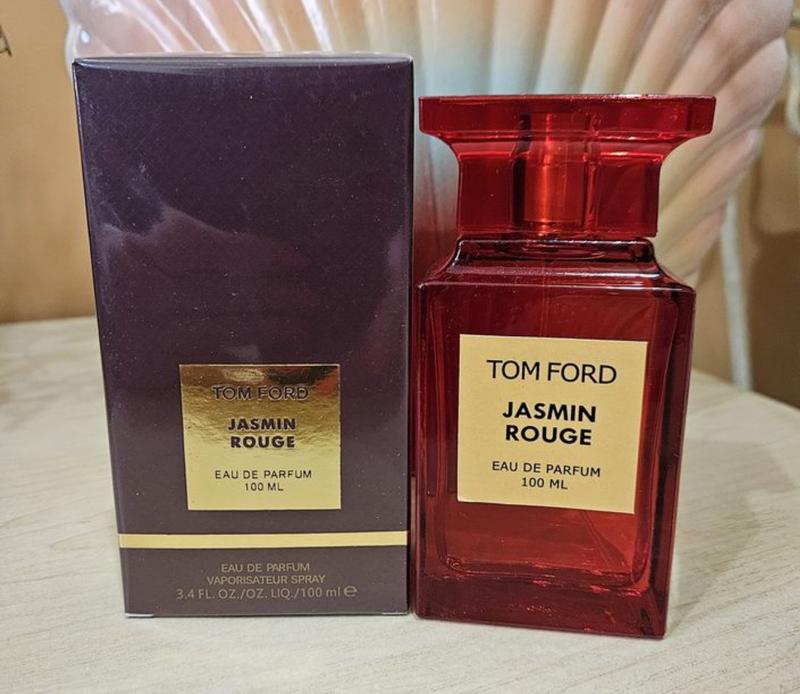 TOM FORD
JASMIN
ROUGE
EAU DE PARFUM
100 ML
EAU DE PARFUM
VAPORISATEUR SPRAY
3.4 FL. OZ./OZ. LIQ./100 ml ℮
TOM FORD
JASMIN
ROUGE
EAU DE PARFUM
100 ML